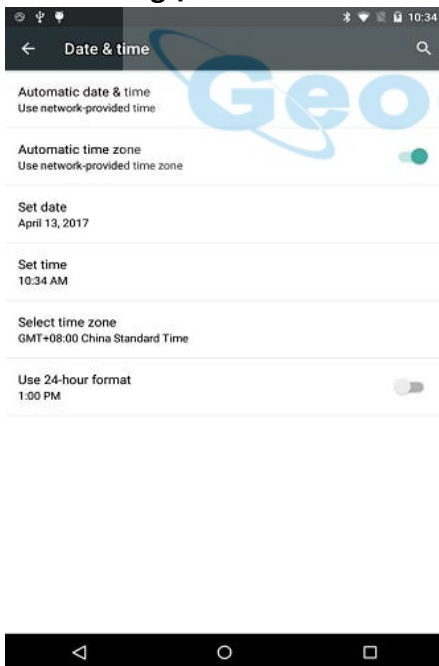 10:34
Date & time
Geo
Automatic date & time
Use network-provided time
Automatic time zone
Use network-provided time zone
Set date
April 13, 2017
Set time
10:34 AM
Select time zone
GMT+08:00 China Standard Time
Use 24-hour format
1:00 PM